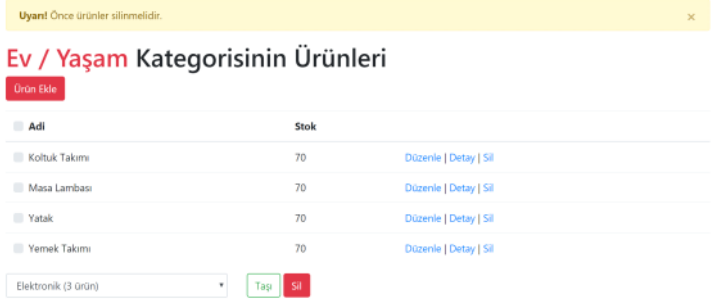 Uyarı! Önce ürünler silinmelidir. ×
Ev / Yaşam Kategorisinin Ürünleri
Ürün Ekle
Adi Stok
Koltuk Takımı 70 Düzenle | Detay | Sil
Masa Lambası 70 Düzenle | Detay | Sil
Yatak 70 Düzenle | Detay | Sil
Yemek Takımı 70 Düzenle | Detay | Sil
Elektronik (3 ürün) Taşı Sil